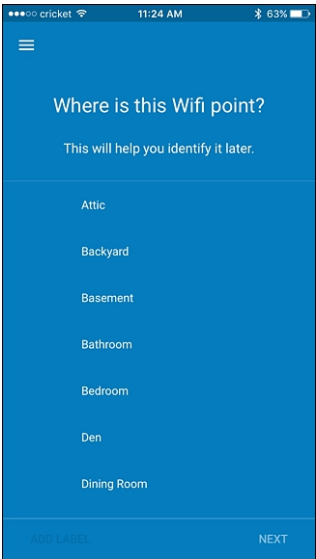 cricket 11:24 AM 63%
Where is this Wifi point?
This will help you identify it later.
Attic
Backyard
Basement
Bathroom
Bedroom
Den
Dining Room
ADD LABEL NEXT